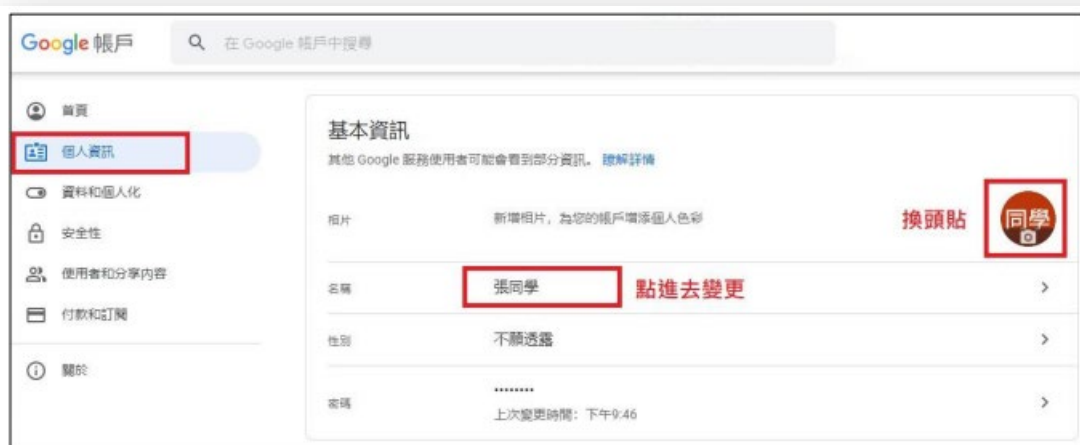 Google 帳戶
在 Google 帳戶中搜尋
首頁
個人資訊
資料和個人化
安全性
使用者和分享內容
付款和訂閱
關於
基本資訊
其他 Google 服務使用者可能會看到部分資訊。 瞭解詳情
相片
新增相片，為您的帳戶增添個人色彩
換頭貼
同學
名稱
張同學
點進去變更
性別
不願透露
密碼
••••••••
上次變更時間：下午9:46